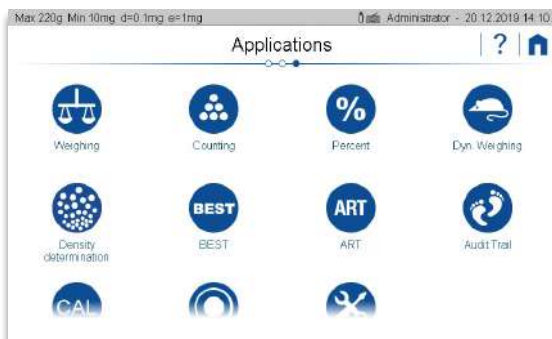 Max 220g Min 10mg d=0.1mg e=1mg Administrator - 20.12.2019 14:10
Applications ?
Weighing Counting % Percent Dyn. Weighing
Density
determination
BEST BEST
ART ART
Audit Trail
CAL